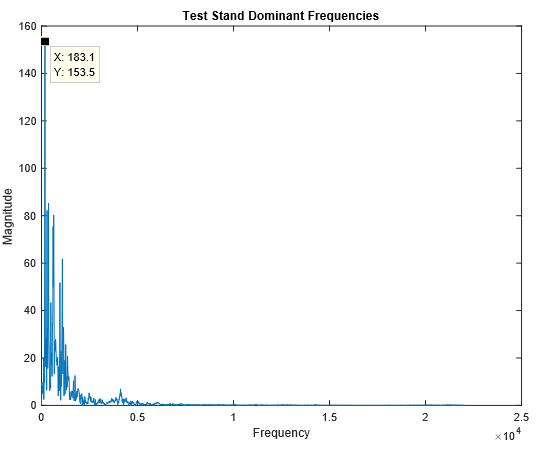 Test Stand Dominant Frequencies
160
140
120
100
80
60
40
20
0
X: 183.1
Y: 153.5
Magnitude
0 0.5 1 1.5 2 2.5
Frequency
×10^4